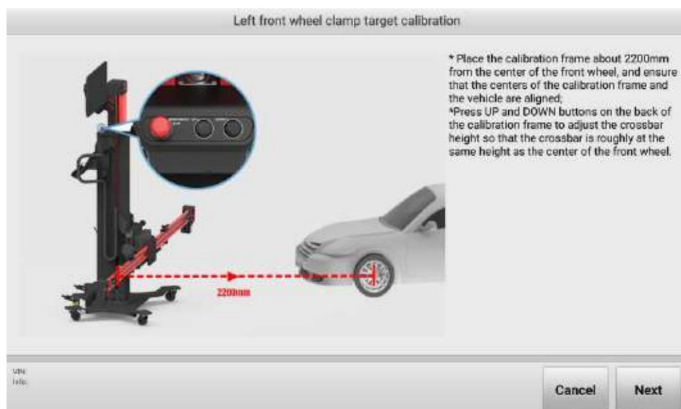 Left front wheel clamp target calibration
* Place the calibration frame about 2200mm
from the center of the front wheel, and ensure
that the centers of the calibration frame and
the vehicle are aligned;
*Press UP and DOWN buttons on the back of
the calibration frame to adjust the crossbar
height so that the crossbar is roughly at the
same height as the center of the front wheel.
2200mm
VIN:
Info:
Cancel
Next